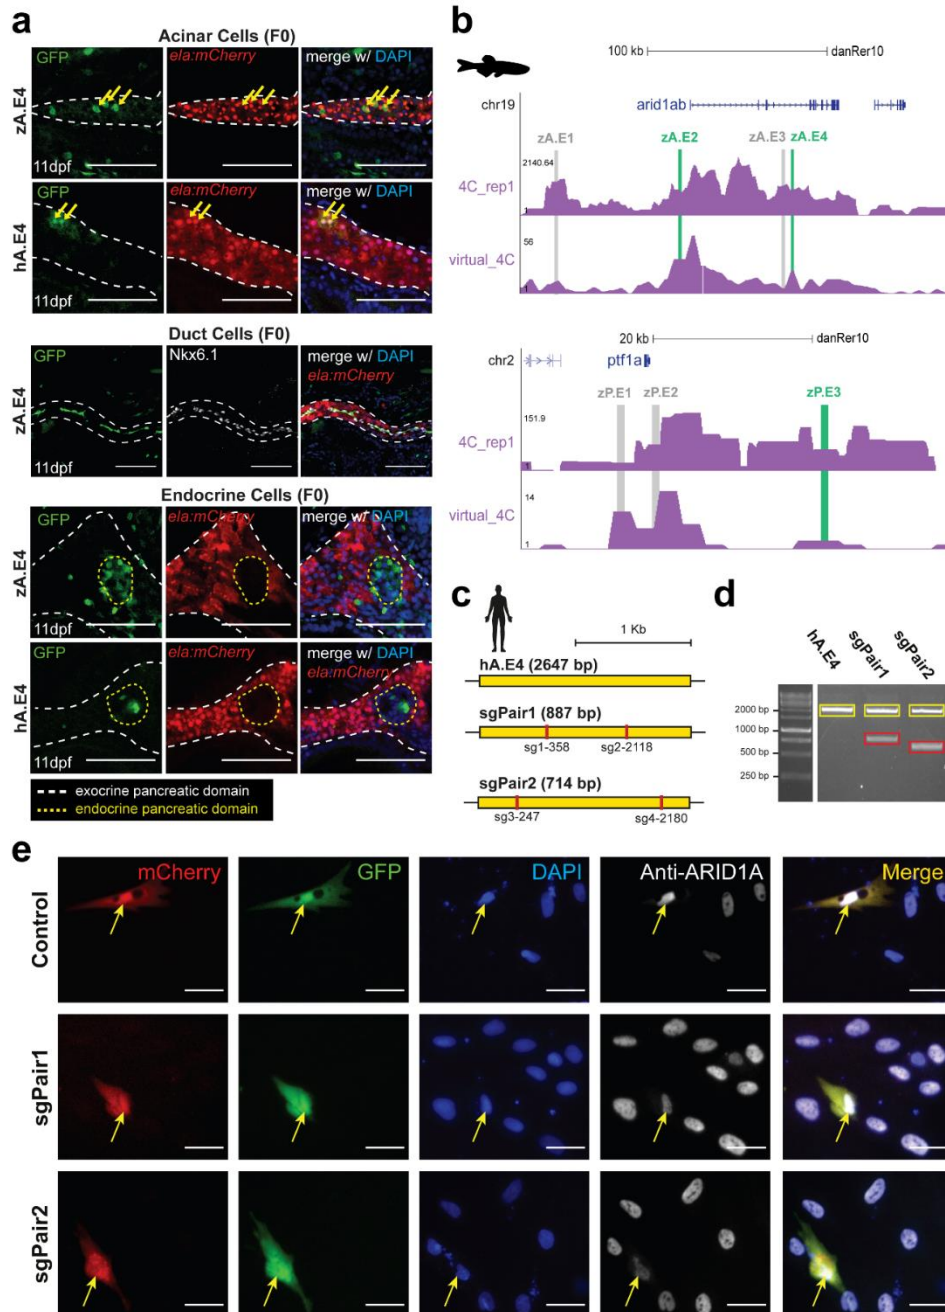 a
Acinar Cells (F0)
zA.E4
GFP
11dpf
ela:mCherry
merge w/ DAPI
hA.E4
GFP
11dpf
ela:mCherry
merge w/ DAPI
Duct Cells (F0)
zA.E4
GFP
11dpf
Nkx6.1
merge w/ DAPI
ela:mCherry
Endocrine Cells (F0)
zA.E4
GFP
11dpf
ela:mCherry
merge w/ DAPI
hA.E4
GFP
11dpf
ela:mCherry
merge w/ DAPI
ela:mCherry
exocrine pancreatic domain
endocrine pancreatic domain
b
100 kb
danRer10
chr19
arid1ab
zA.E1
zA.E2
zA.E3
zA.E4
2140.64
4C_rep1
1
56
virtual_4C
1
20 kb
danRer10
chr2
ptf1a
zP.E1
zP.E2
zP.E3
151.9
4C_rep1
1
14
virtual_4C
1
c
1 Kb
hA.E4 (2647 bp)
sgPair1 (887 bp)
sg1-358
sg2-2118
sgPair2 (714 bp)
sg3-247
sg4-2180
d
hA.E4
sgPair1
sgPair2
2000 bp
1000 bp
500 bp
250 bp
e
mCherry
GFP
DAPI
Anti-ARID1A
Merge
Control
sgPair1
sgPair2